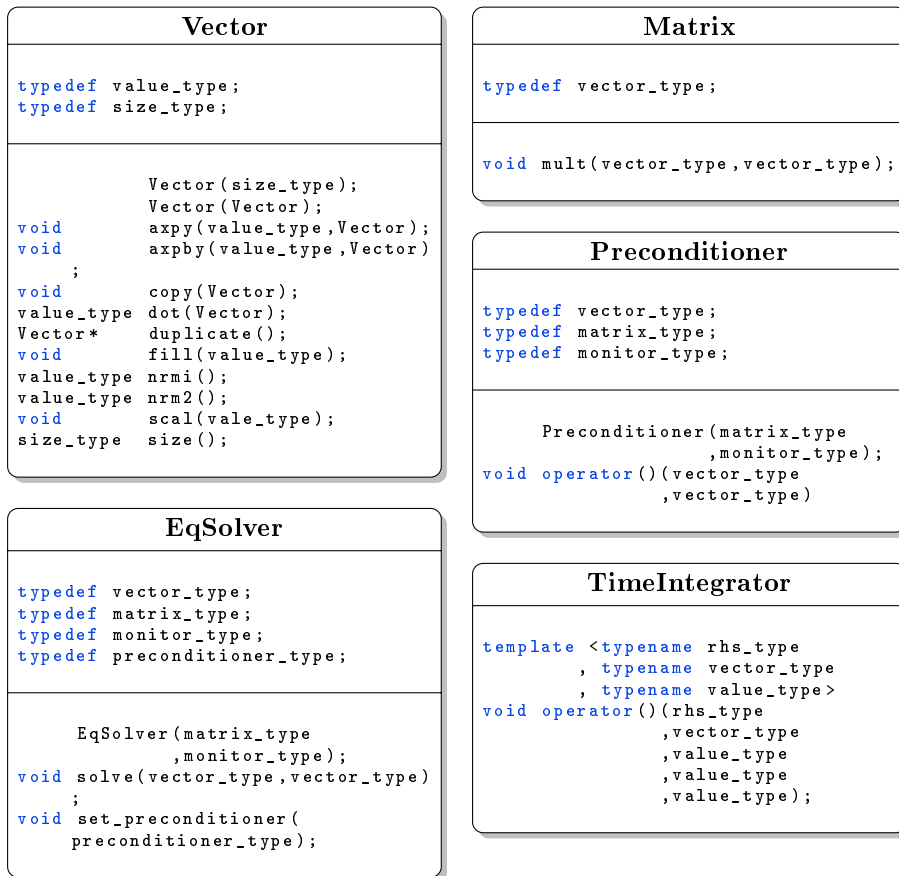 Vector
typedef value_type;
typedef size_type;
Vector(size_type);
Vector(Vector);
void axpy(value_type,Vector);
void axpby(value_type,Vector)
;
void copy(Vector);
value_type dot(Vector);
Vector* duplicate();
void fill(value_type);
value_type nrmi();
value_type nrm2();
void scal(vale_type);
size_type size();
EqSolver
typedef vector_type;
typedef matrix_type;
typedef monitor_type;
typedef preconditioner_type;
EqSolver(matrix_type
,monitor_type);
void solve(vector_type,vector_type)
;
void set_preconditioner(
preconditioner_type);
Matrix
typedef vector_type;
void mult(vector_type,vector_type);
Preconditioner
typedef vector_type;
typedef matrix_type;
typedef monitor_type;
Preconditioner(matrix_type
,monitor_type);
void operator()(vector_type
,vector_type)
TimeIntegrator
template <typename rhs_type
, typename vector_type
, typename value_type>
void operator()(rhs_type
,vector_type
,value_type
,value_type
,value_type);